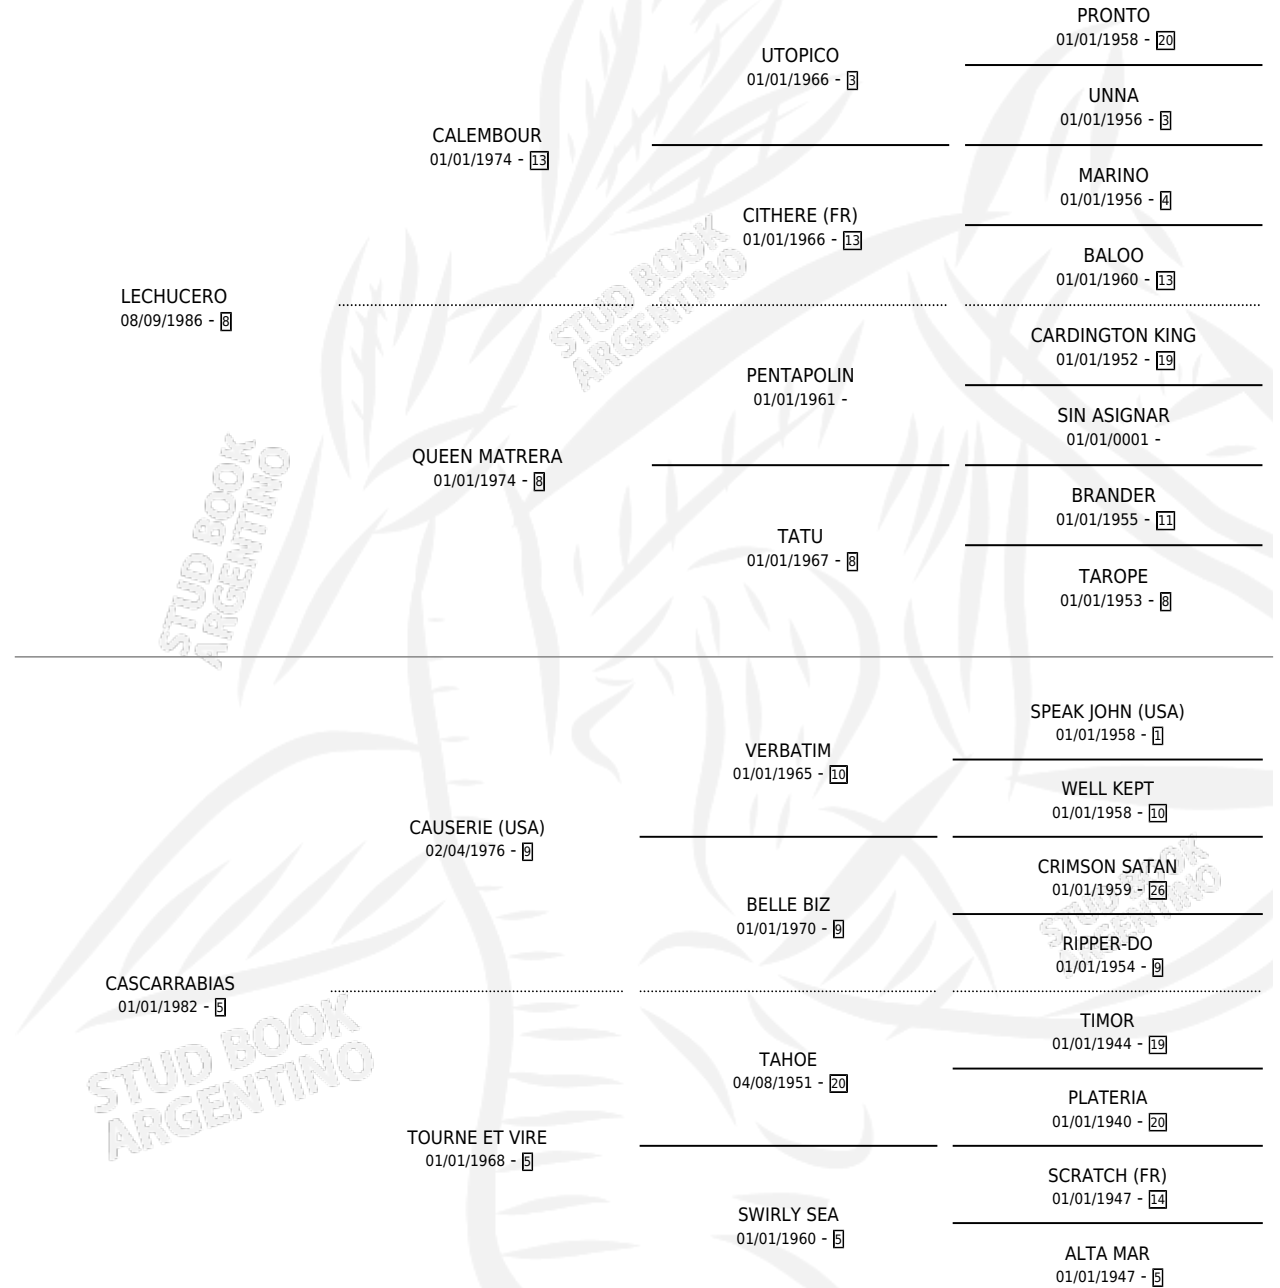 PRONTO
01/01/1958 - 20
UTOPICO
01/01/1966 - 3
UNNA
01/01/1956 - 3
CALEMBOUR
01/01/1974 - 13
MARINO
01/01/1956 - 4
CITHERE (FR)
01/01/1966 - 13
BALOO
01/01/1960 - 13
LECHUCERO
08/09/1986 - 8
STUD BOOK
ARGENTINO
CARDINGTON KING
01/01/1952 - 19
PENTAPOLIN
01/01/1961 -
SIN ASIGNAR
01/01/0001 -
QUEEN MATRERA
01/01/1974 - 8
BRANDER
01/01/1955 - 11
TATU
01/01/1967 - 8
TAROPE
01/01/1953 - 8
STUD BOOK
ARGENTINO
SPEAK JOHN (USA)
01/01/1958 - 1
VERBATIM
01/01/1965 - 10
WELL KEPT
01/01/1958 - 10
CAUSERIE (USA)
02/04/1976 - 9
CRIMSON SATAN
01/01/1959 - 26
BELLE BIZ
01/01/1970 - 9
STUD BOOK
ARGENTINO
RIPPER-DO
01/01/1954 - 9
CASCARRABIAS
01/01/1982 - 5
TIMOR
01/01/1944 - 19
TAHOE
04/08/1951 - 20
STUD BOOK
ARGENTINO
PLATERIA
01/01/1940 - 20
TOURNE ET VIRE
01/01/1968 - 5
SCRATCH (FR)
01/01/1947 - 14
SWIRLY SEA
01/01/1960 - 5
ALTA MAR
01/01/1947 - 5